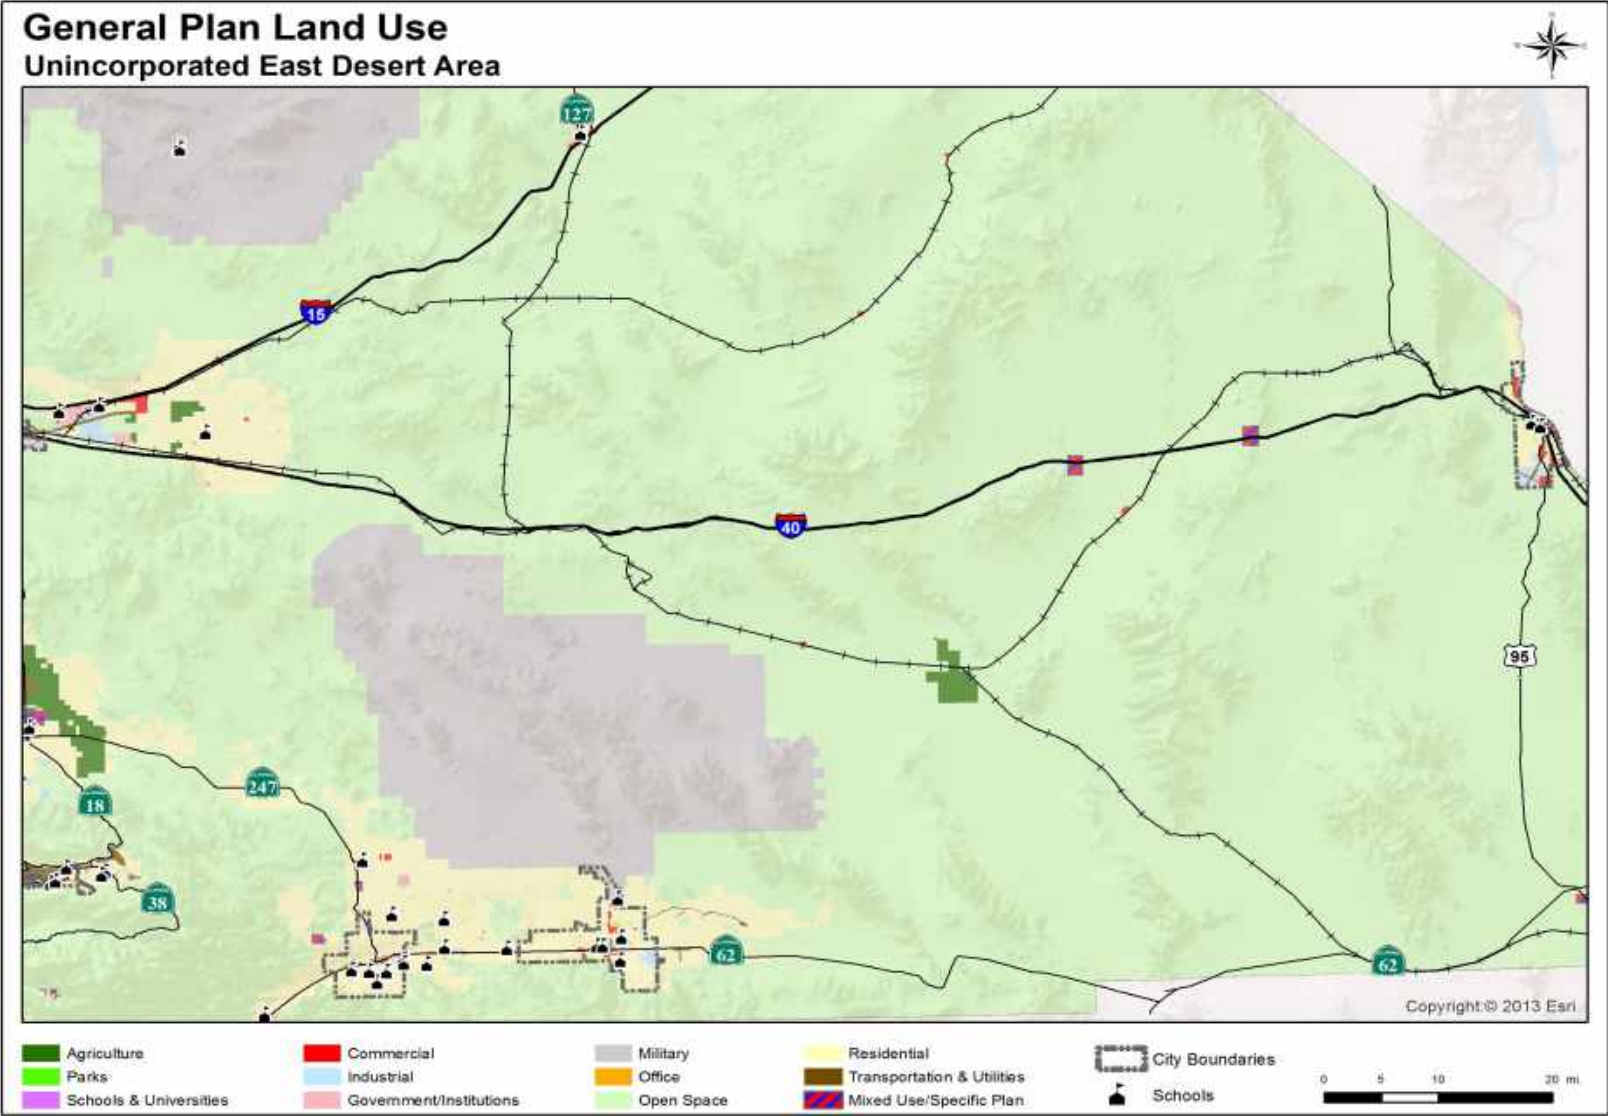 General Plan Land Use
Unincorporated East Desert Area
127
15
40
95
247
18
38
62
62
Copyright:© 2013 Esri
Agriculture
Commercial
Military
Residential
City Boundaries
Parks
Industrial
Office
Transportation & Utilities
Schools
Schools & Universities
Government/Institutions
Open Space
Mixed Use/Specific Plan
0 5 10 20 mi.